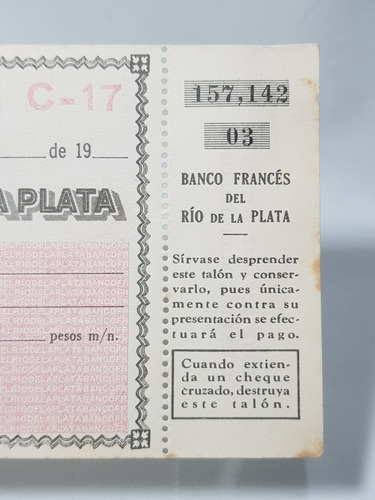 C-17
de 19
A PLATA
pesos m/n.
157,142
03
BANCO FRANCÉS
DEL
RÍO DE LA PLATA
Sírvase desprender
este talón y conser-
varlo, pues única-
mente contra su
presentación se efec-
tuará el pago.
Cuando extien-
da un cheque
cruzado, destruya
este talón.